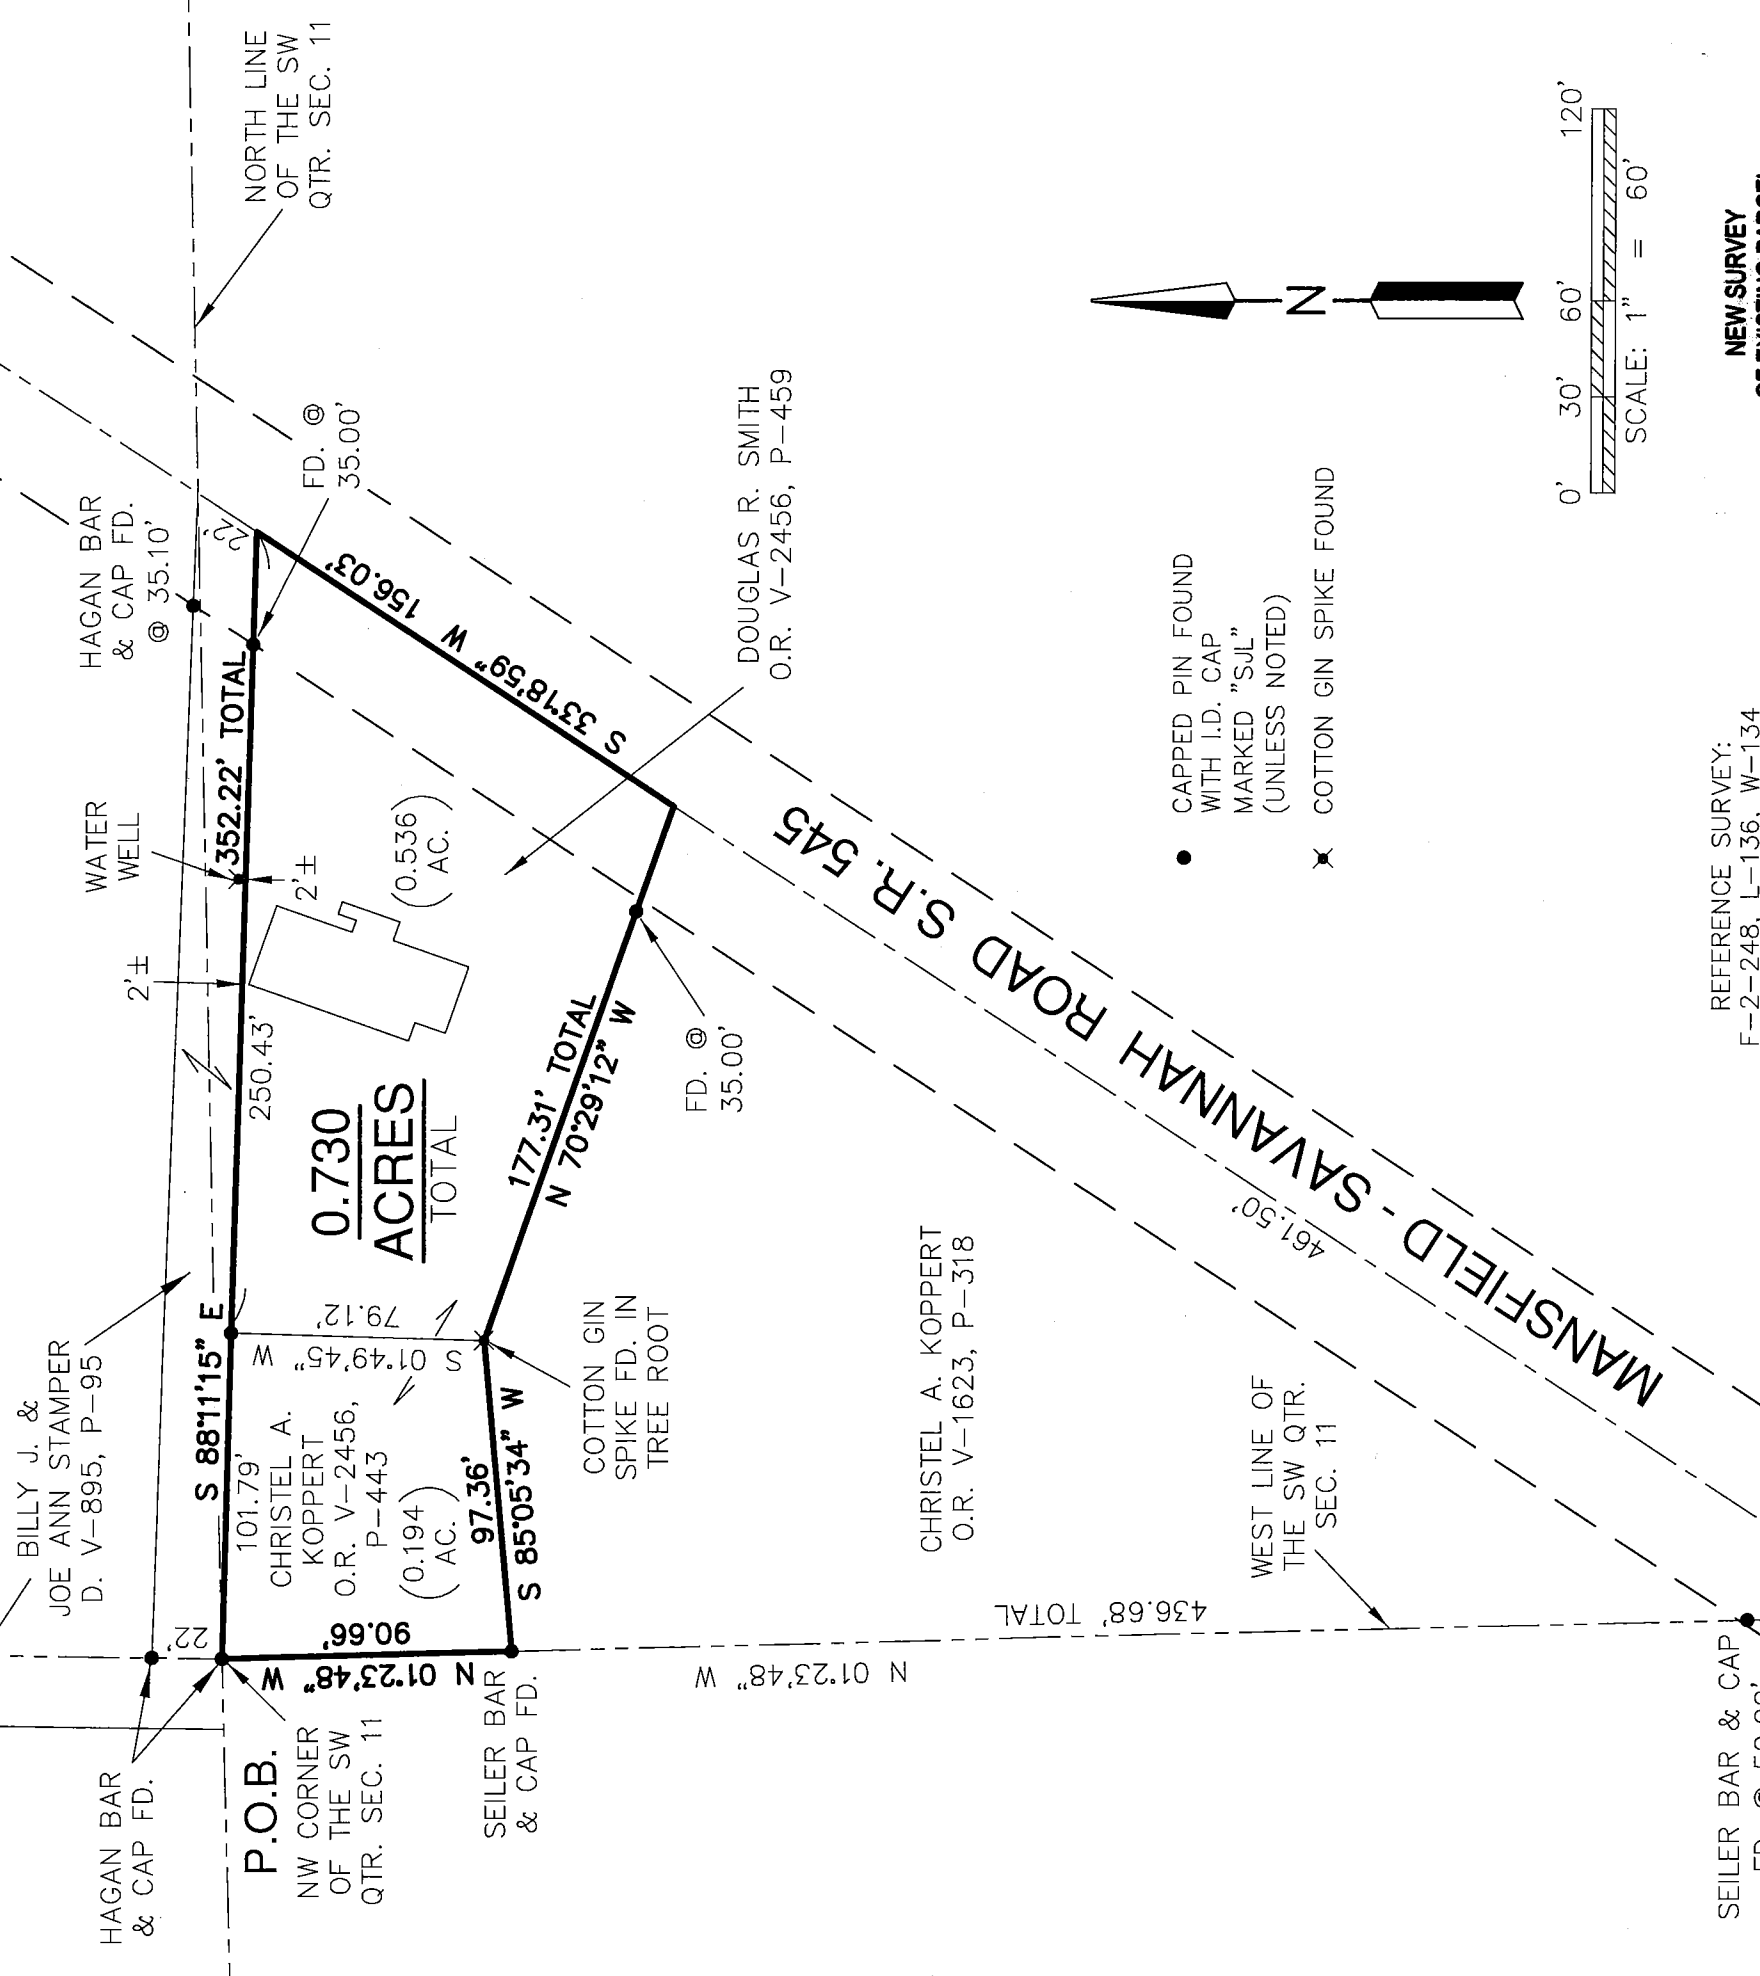 BILLY J. &
JOE ANN STAMPER
D. V-895, P-95
HAGAN BAR
& CAP FD.
P.O.B.
NW CORNER
OF THE SW
QTR. SEC. 11
22'
S 88°11'15" E
352.22' TOTAL
101.79'
250.43'
WATER
WELL
2'±
2'±
HAGAN BAR
& CAP FD.
@ 35.10'
22'
FD. @
35.00'
NORTH LINE
OF THE SW
QTR. SEC. 11
CHRISTEL A.
KOPPERT
O.R. V-2456,
P-443
(0.194
AC.)
S 01°49'45" W
79.12'
0.730
ACRES
TOTAL
(0.536
AC.)
156.03'
S 33°18'59" W
177.31' TOTAL
N 70°29'12" W
FD. @
35.00'
97.36'
S 85°05'34" W
90.66'
N 01°23'48" W
SEILER BAR
& CAP FD.
COTTON GIN
SPIKE FD. IN
TREE ROOT
DOUGLAS R. SMITH
O.R. V-2456, P-459
CHRISTEL A. KOPPERT
O.R. V-1623, P-318
N 01°23'48" W
436.68' TOTAL
WEST LINE OF
THE SW QTR.
SEC. 11
MANSFIELD - SAVANNAH ROAD S.R. 545
461.50'
CAPPED PIN FOUND
WITH I.D. CAP
MARKED "SJL"
(UNLESS NOTED)
COTTON GIN SPIKE FOUND
N
0' 30' 60' 120'
SCALE: 1" = 60'
SEILER BAR & CAP
REFERENCE SURVEY:
F-2-248, L-136, W-134
NEW SURVEY